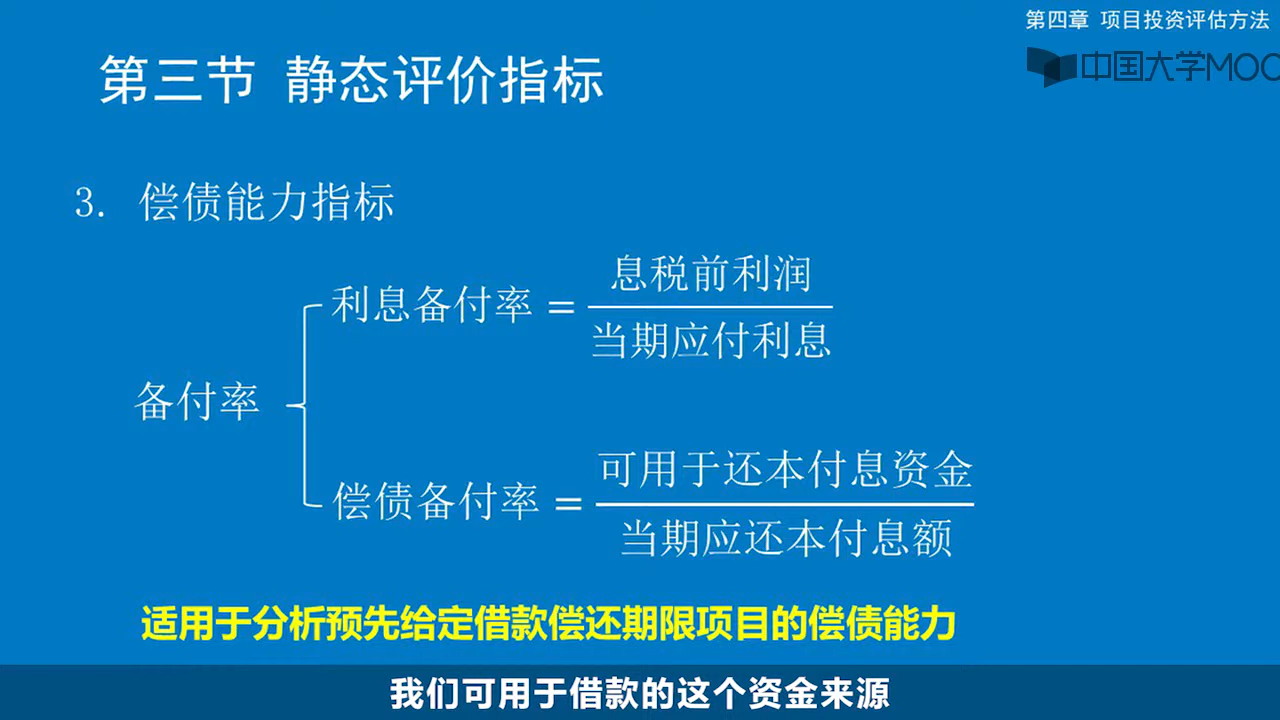 第四章 项目投资评估方法
中国大学MOO
第三节 静态评价指标
3. 偿债能力指标
利息备付率 = 息税前利润
当期应付利息
备付率
偿债备付率 = 可用于还本付息资金
当期应还本付息额
适用于分析预先给定借款偿还期限项目的偿债能力
我们可用于借款的这个资金来源